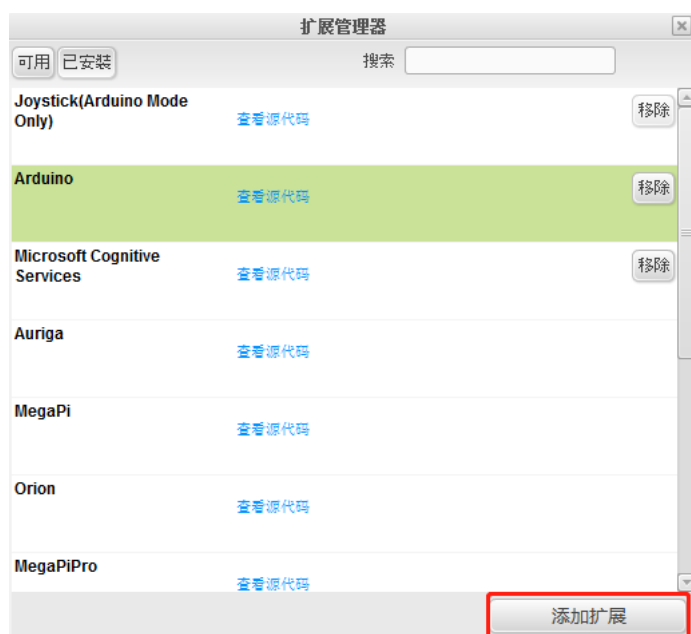 扩展管理器
可用 已安装 搜索
Joystick(Arduino Mode
Only)
查看源代码
移除
Arduino
查看源代码
移除
Microsoft Cognitive
Services
查看源代码
移除
Auriga
查看源代码
MegaPi
查看源代码
Orion
查看源代码
MegaPiPro
查看源代码
添加扩展